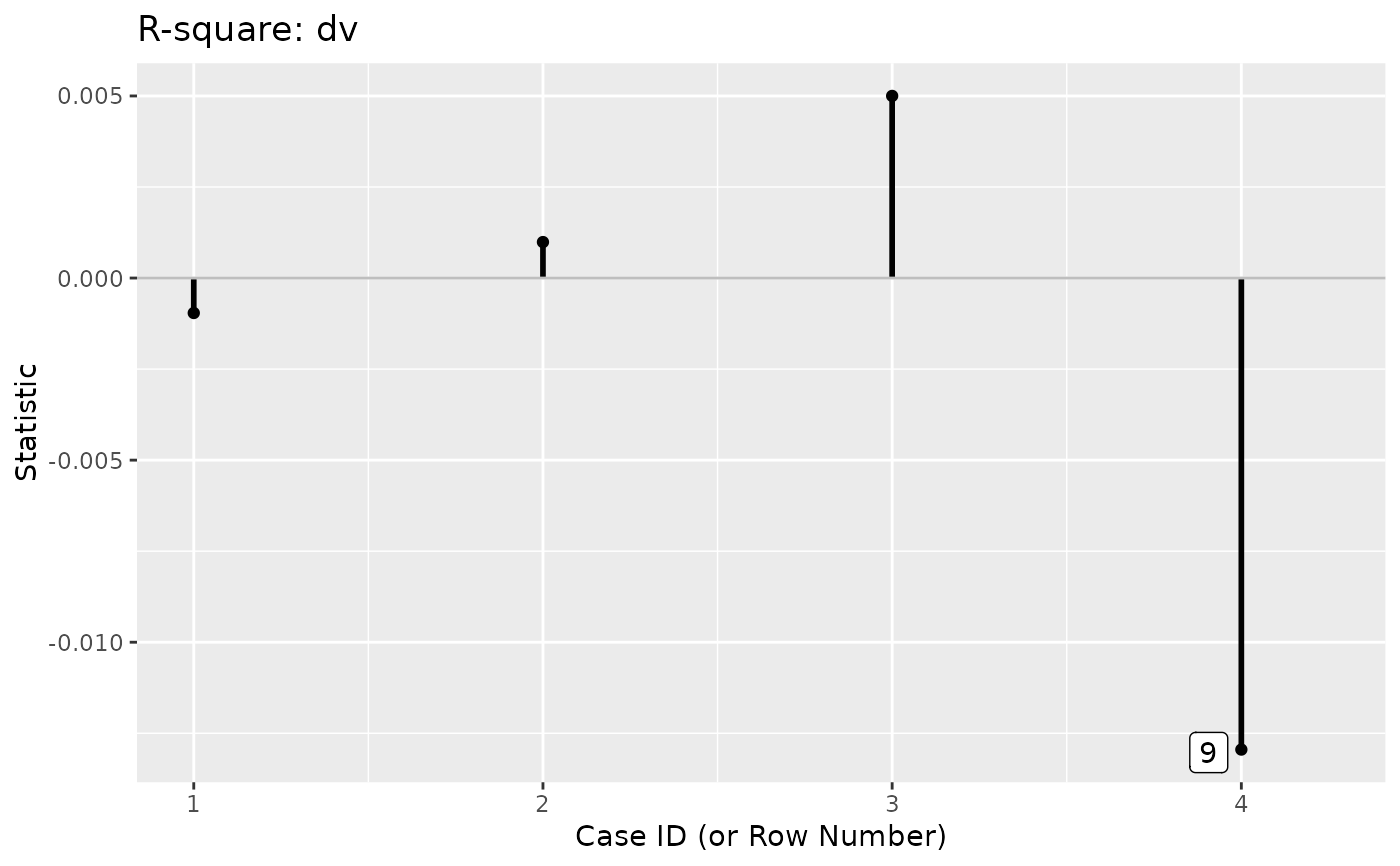 R-square: dv
0.005
0.000
-0.005
-0.010
Statistic
9
1 2 3 4
Case ID (or Row Number)